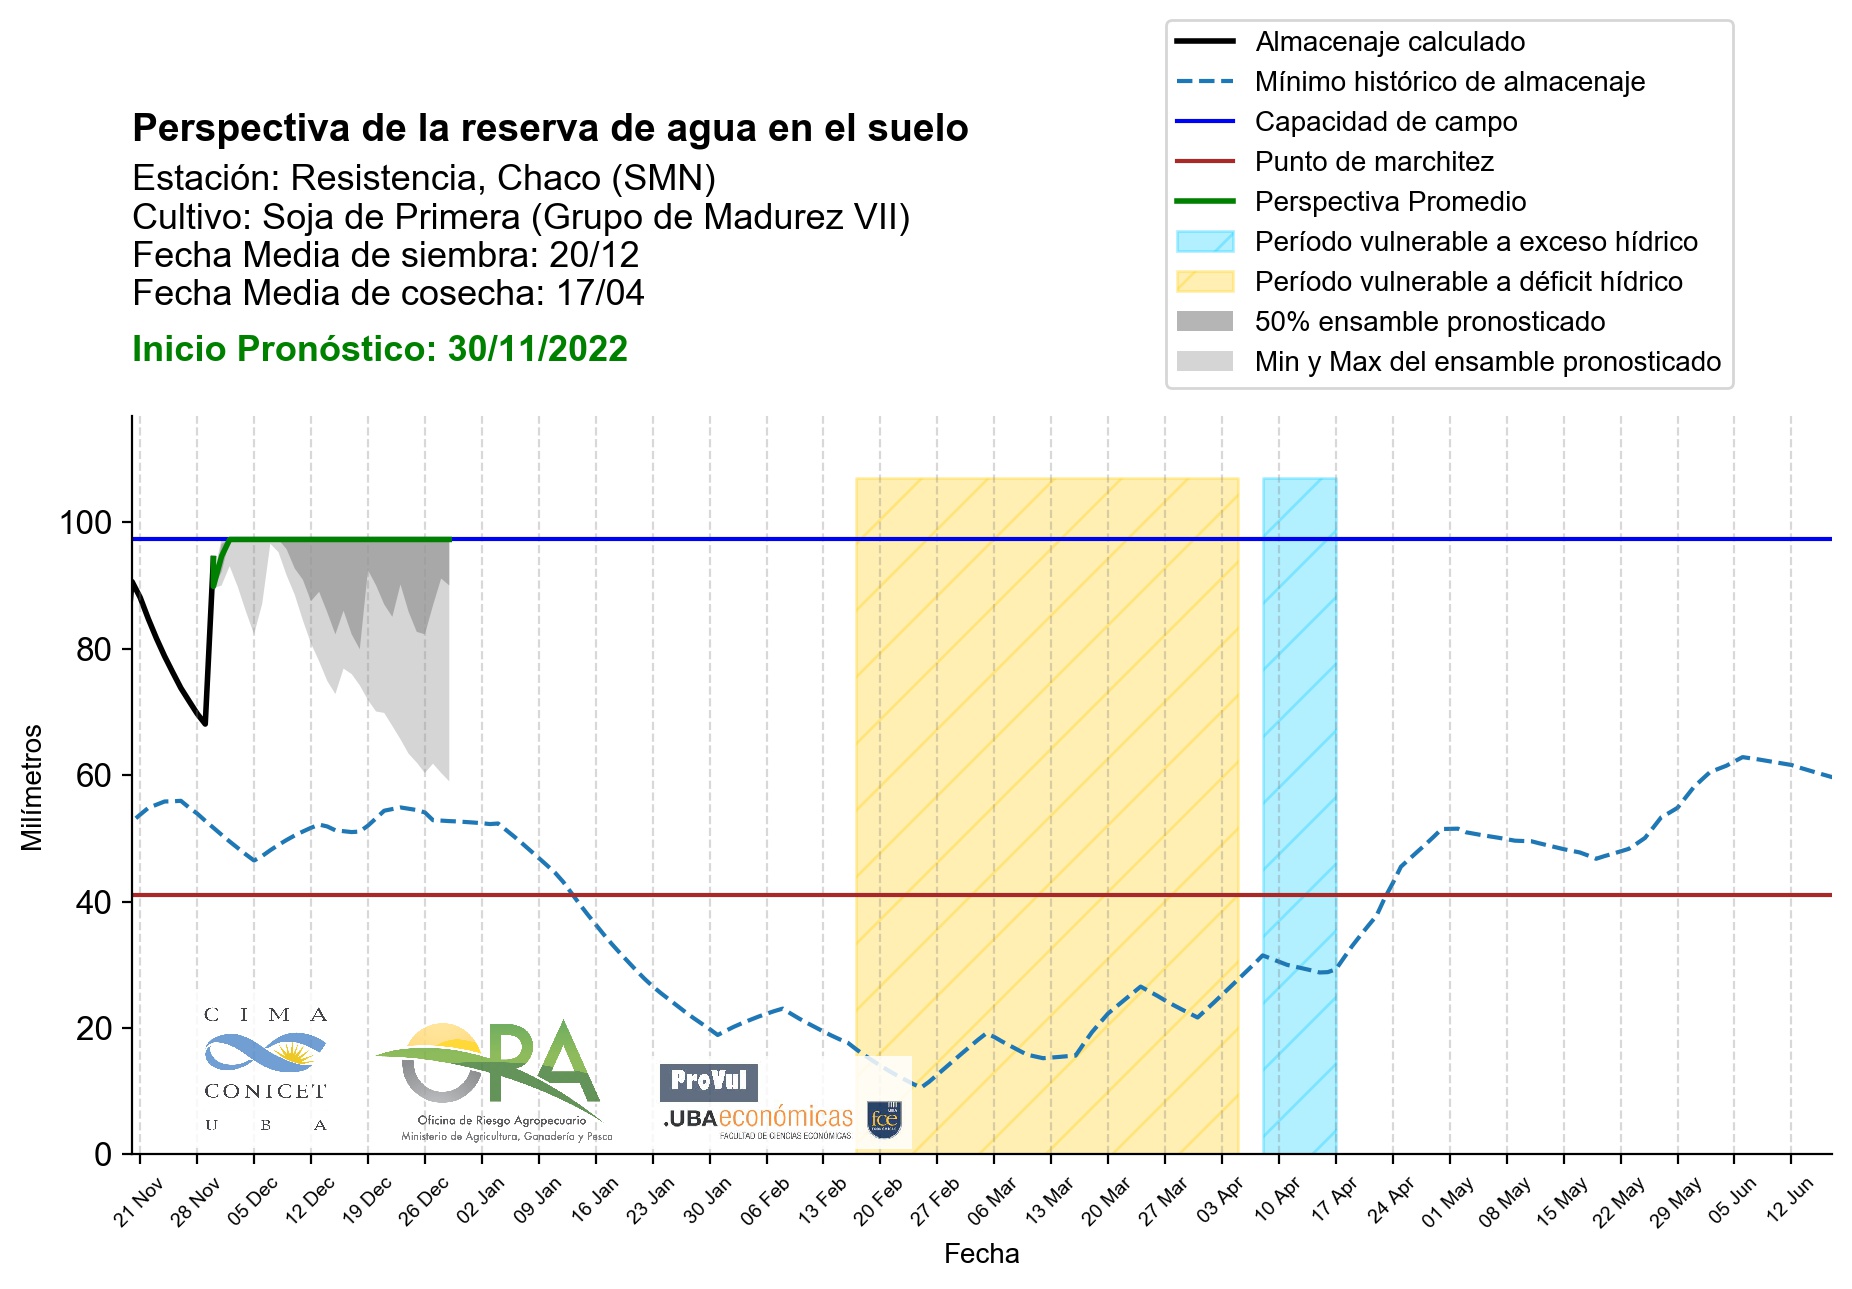 Almacenaje calculado
Mínimo histórico de almacenaje
Capacidad de campo
Punto de marchitez
Perspectiva Promedio
Período vulnerable a exceso hídrico
Período vulnerable a déficit hídrico
50% ensamble pronosticado
Min y Max del ensamble pronosticado
Perspectiva de la reserva de agua en el suelo
Estación: Resistencia, Chaco (SMN)
Cultivo: Soja de Primera (Grupo de Madurez VII)
Fecha Media de siembra: 20/12
Fecha Media de cosecha: 17/04
Inicio Pronóstico: 30/11/2022
Milímetros
100
80
60
40
20
0
CIMA
CONICET
UBA
ORA
Oficina de Riesgo Agropecuario
Ministerio de Agricultura, Ganadería y Pesca
ProVul
.UBAeconómicas
FACULTAD DE CIENCIAS ECONÓMICAS
UBA
fce
21 Nov
28 Nov
05 Dec
12 Dec
19 Dec
26 Dec
02 Jan
09 Jan
16 Jan
23 Jan
30 Jan
06 Feb
13 Feb
20 Feb
27 Feb
06 Mar
13 Mar
20 Mar
27 Mar
03 Apr
10 Apr
17 Apr
24 Apr
01 May
08 May
15 May
22 May
29 May
05 Jun
12 Jun
Fecha